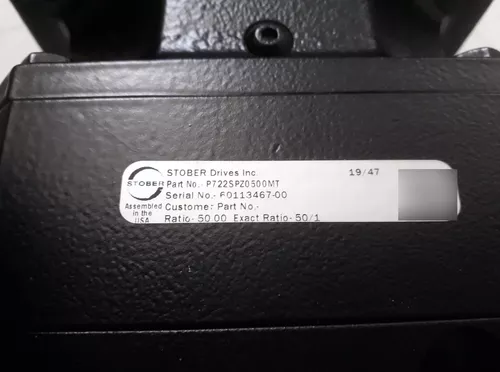 STOBER Drives Inc. 19/47
STOBER
Part No.- P722SPZ0500MT
Serial No.- 60113467-00
Customer Part No.-
Assembled
in the
USA
Ratio- 50.00 Exact Ratio- 50/1